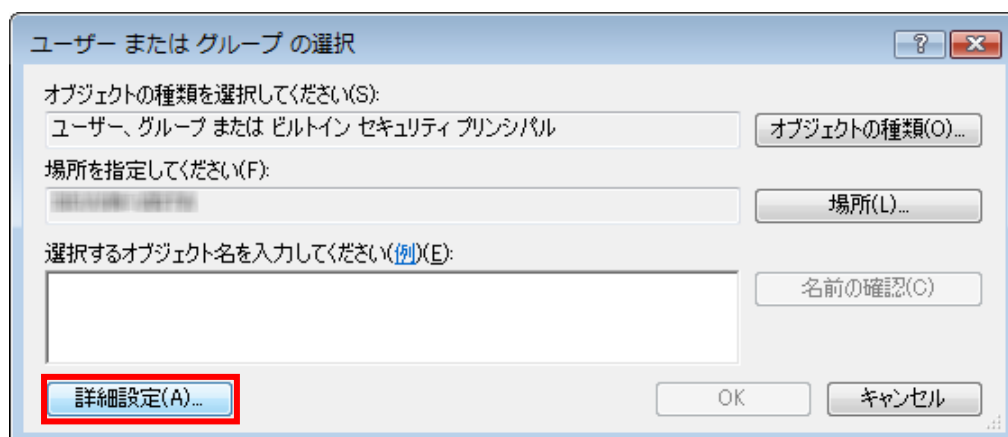 ユーザー または グループ の選択
オブジェクトの種類を選択してください(S):
ユーザー、グループ または ビルトイン セキュリティ プリンシパル
オブジェクトの種類(O)...
場所を指定してください(F):
場所(L)...
選択するオブジェクト名を入力してください(例)(E):
名前の確認(C)
詳細設定(A)...
OK
キャンセル